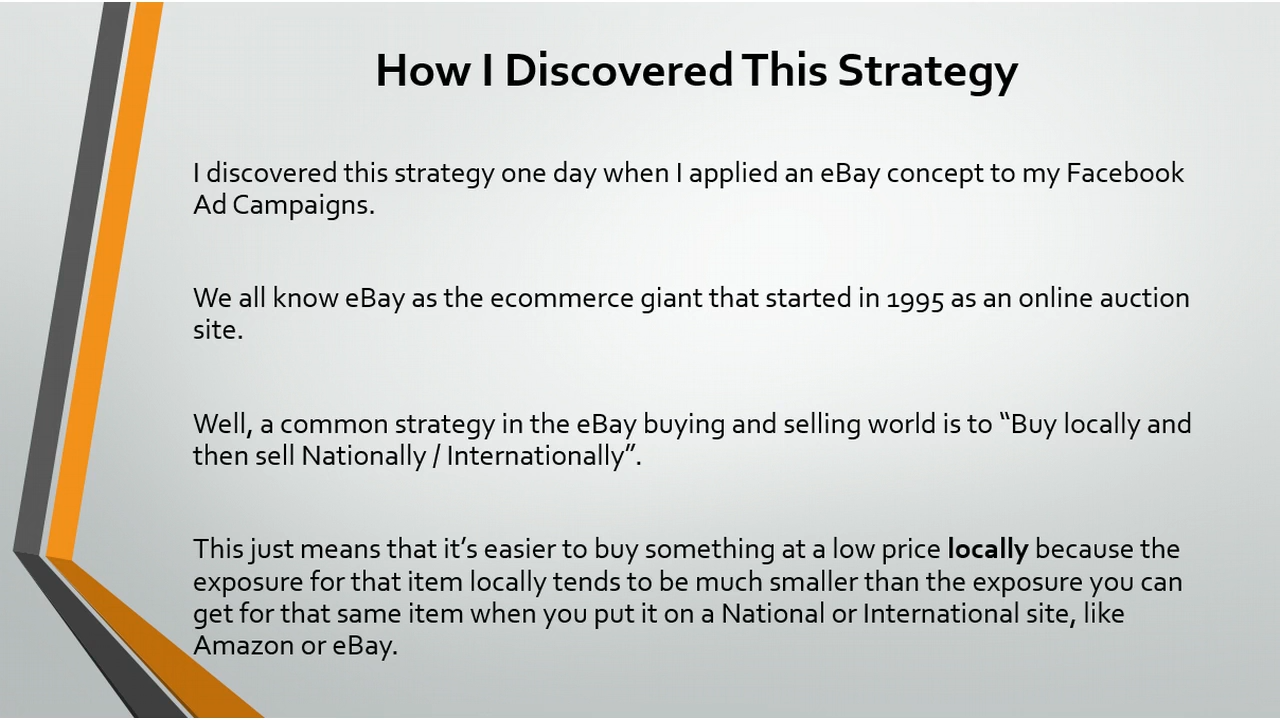 How I Discovered This Strategy
I discovered this strategy one day when I applied an eBay concept to my Facebook
Ad Campaigns.
We all know eBay as the ecommerce giant that started in 1995 as an online auction
site.
Well, a common strategy in the eBay buying and selling world is to “Buy locally and
then sell Nationally / Internationally”.
This just means that it’s easier to buy something at a low price locally because the
exposure for that item locally tends to be much smaller than the exposure you can
get for that same item when you put it on a National or International site, like
Amazon or eBay.